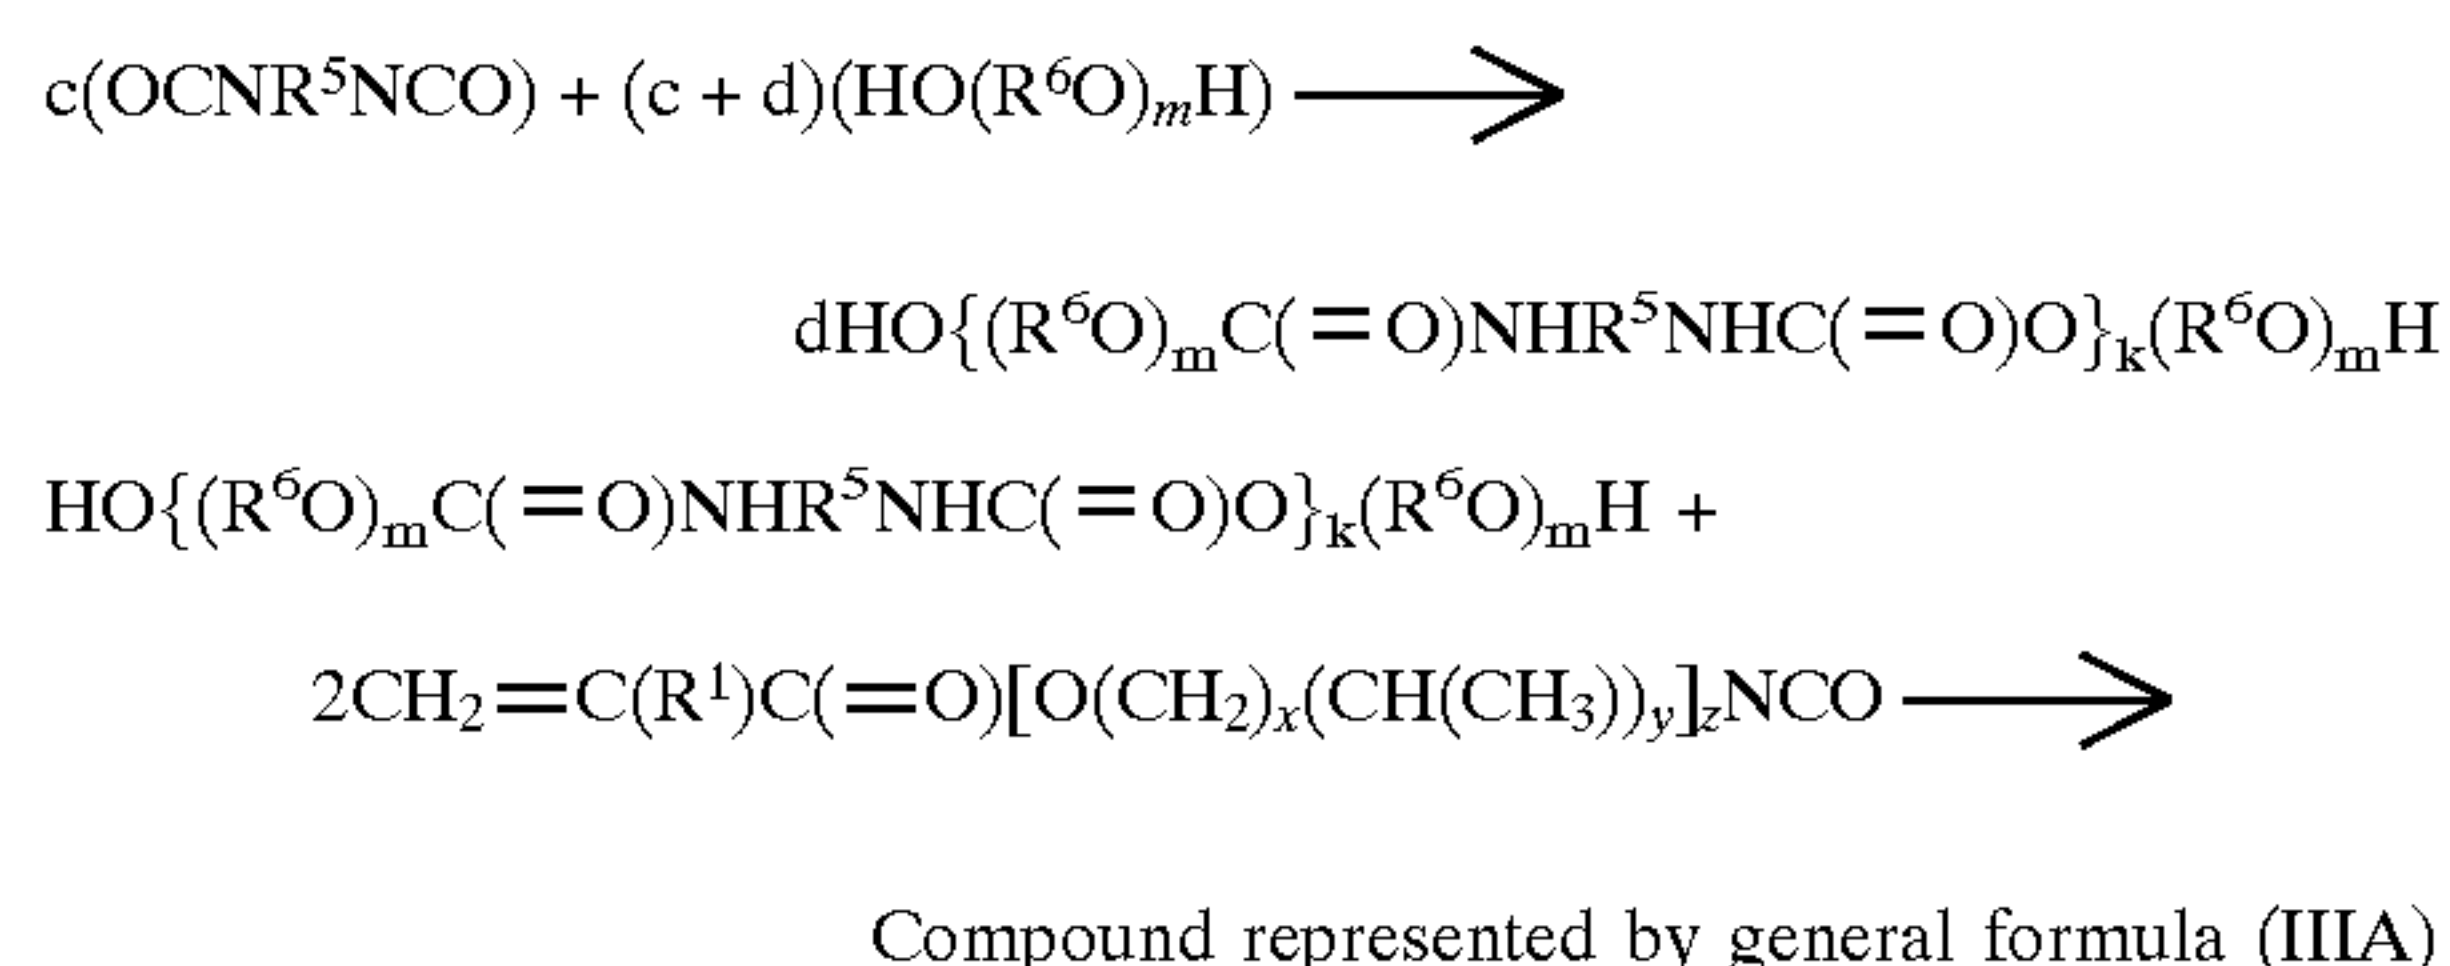 c(OCNR⁵NCO) + (c + d)(HO(R⁶O)ₘH) ⟶
dHO{(R⁶O)ₘC(=O)NHR⁵NHC(=O)O}ₖ(R⁶O)ₘH
HO{(R⁶O)ₘC(=O)NHR⁵NHC(=O)O}ₖ(R⁶O)ₘH +
2CH₂=C(R¹)C(=O)[O(CH₂)ₓ(CH(CH₃))_y]_zNCO ⟶
Compound represented by general formula (IIIA)